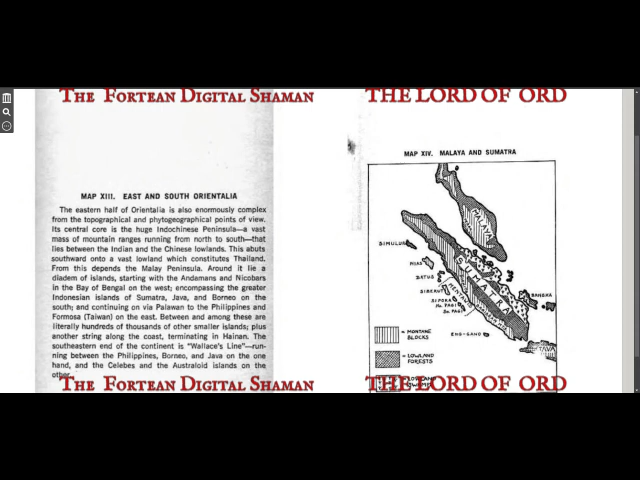 THE FORTEAN DIGITAL SHAMAN
THE LORD OF ORD
MAP XIII. EAST AND SOUTH ORIENTALIA
The eastern half of Orientalia is also enormously complex
from the topographical and phytogeographical points of view.
Its central core is the huge Indochinese Peninsula—a vast
mass of mountain ranges running from north to south—that
lies between the Indian and the Chinese lowlands. This abuts
southward onto a vast lowland which constitutes Thailand.
From this depends the Malay Peninsula. Around it lie a
diadem of islands, starting with the Andamans and Nicobars
in the Bay of Bengal on the west; encompassing the greater
Indonesian islands of Sumatra, Java, and Borneo on the
south; and continuing on via Palawan to the Philippines and
Formosa (Taiwan) on the east. Between and among these are
literally hundreds of thousands of other smaller islands; plus
another string along the coast, terminating in Hainan. The
southeastern end of the continent is "Wallace's Line"—run-
ning between the Philippines, Borneo, and Java on the one
hand, and the Celebes and the Australoid islands on the
other.
MAP XIV. MALAYA AND SUMATRA
MALAYA
SIMULUR
NIAS
BATUS
SUMATRA
SIBERUT
SIPORA
No. PAGI
So. PAGI
BANGKA
ENG-GANO
JAVA
= MONTANE
BLOCKS
= LOWLAND
FORESTS
THE FORTEAN DIGITAL SHAMAN
THE LORD OF ORD